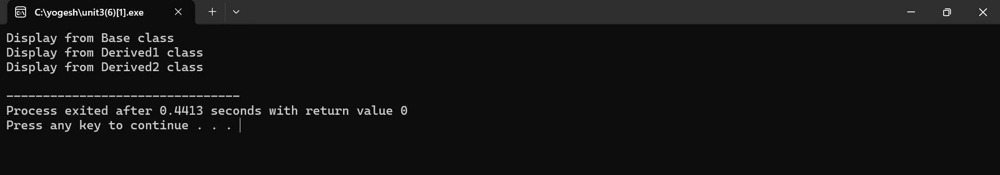 C:\yogesh\unit3(6)[1].exe
Display from Base class
Display from Derived1 class
Display from Derived2 class
--------------------------------
Process exited after 0.4413 seconds with return value 0
Press any key to continue . . .